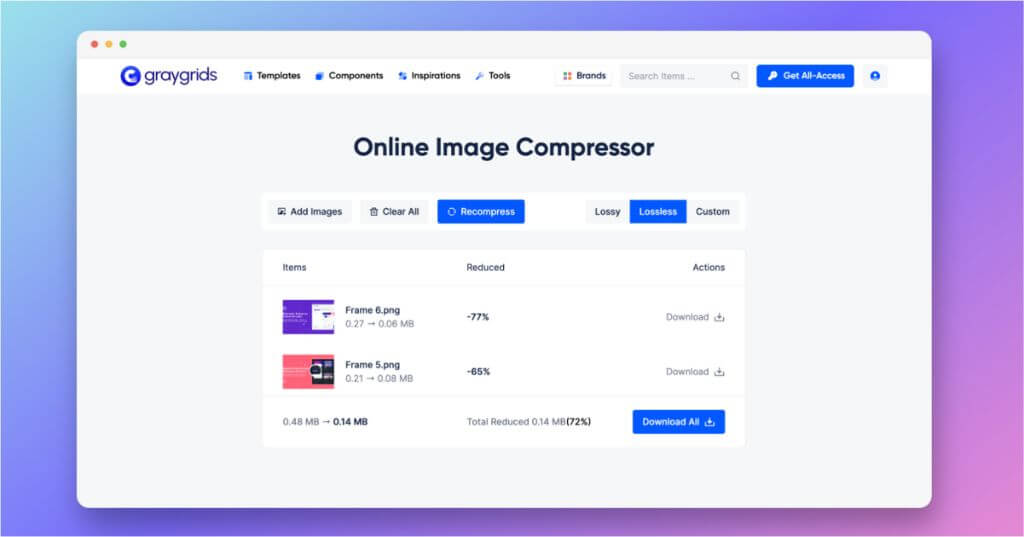 graygrids Templates Components Inspirations Tools Brands Search Items ... Get All-Access
Online Image Compressor
Add Images Clear All Recompress Lossy Lossless Custom
Items Reduced Actions
Frame 6.png
0.27 → 0.06 MB
-77%
Download
Frame 5.png
0.21 → 0.08 MB
-65%
Download
0.48 MB → 0.14 MB Total Reduced 0.14 MB(72%) Download All